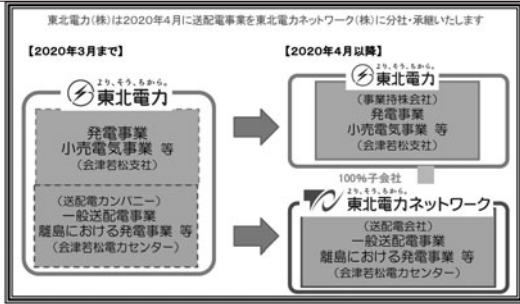 東北電力(株)は2020年4月に送配電事業を東北電力ネットワーク(株)に分社・承継いたします
【2020年3月まで】
より、そう、ちから。
東北電力
発電事業
小売電気事業 等
(会津若松支社)
(送配電カンパニー)
一般送配電事業
離島における発電事業 等
(会津若松電力センター)
【2020年4月以降】
より、そう、ちから。
東北電力
(事業持株会社)
発電事業
小売電気事業 等
(会津若松支社)
100%子会社
より、そう、ちから。
東北電力ネットワーク
(送配電会社)
一般送配電事業
離島における発電事業 等
(会津若松電力センター)